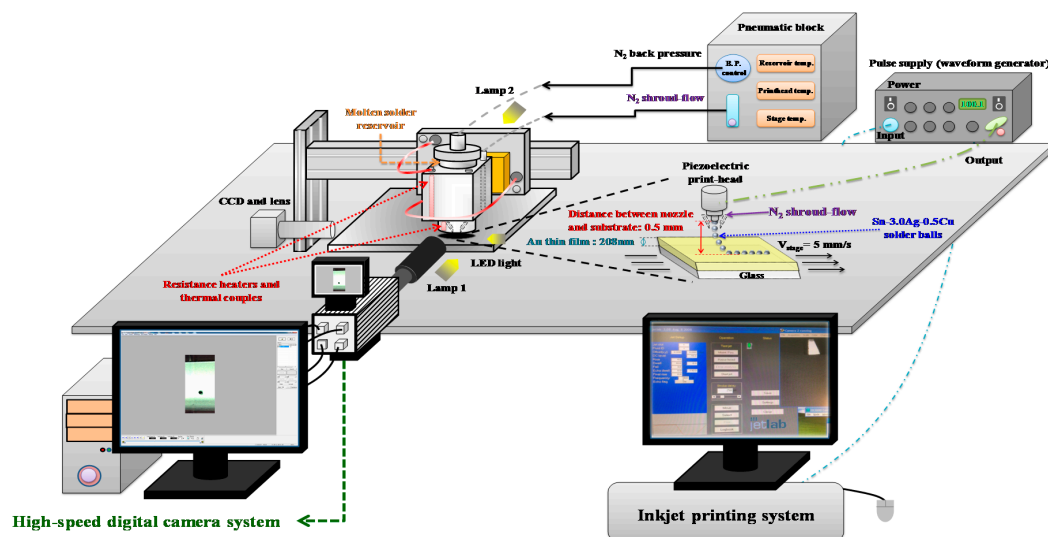 Pneumatic block
N₂ back pressure
B. P.
control
Reservoir temp.
Printhead temp.
Stage temp.
Pulse supply (waveform generator)
Power
Input
Output
Lamp 2
N₂ shroud-flow
Molten solder
reservoir
Piezoelectric
print-head
CCD and lens
Distance between nozzle
and substrate: 0.5 mm
N₂ shroud-flow
Sn-3.0Ag-0.5Cu
solder balls
Au thin film : 208nm
Vstage= 5 mm/s
LED light
Glass
Resistance heaters and
thermal couples
Lamp 1
jetlab
High-speed digital camera system
Inkjet printing system